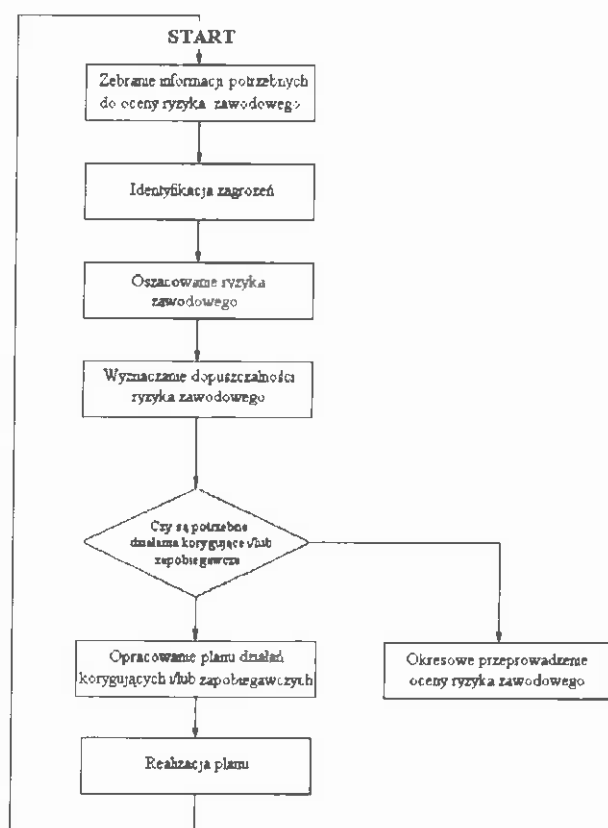 START
Zebranie informacji potrzebnych
do oceny ryzyka zawodowego
Identyfikacja zagrożeń
Oszacowanie ryzyka
zawodowego
Wyznaczanie dopuszczalności
ryzyka zawodowego
Czy są potrzebne
działania korygujące i/lub
zapobiegawcze
Opracowanie planu działań
korygujących i/lub zapobiegawczych
Okresowe przeprowadzenie
oceny ryzyka zawodowego
Realizacja planu